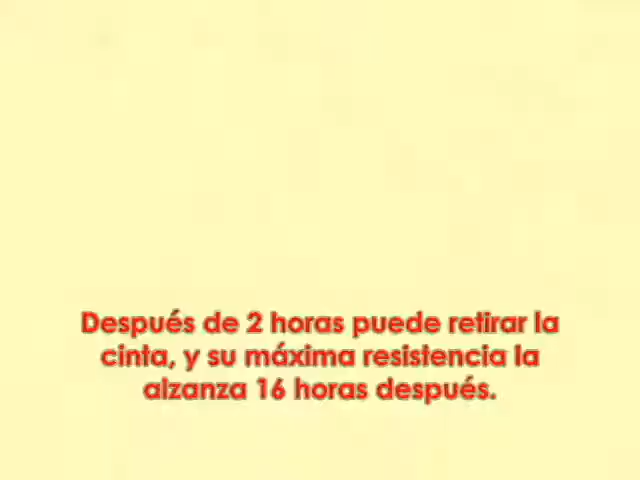 Después de 2 horas puede retirar la
cinta, y su máxima resistencia la
alzanza 16 horas después.